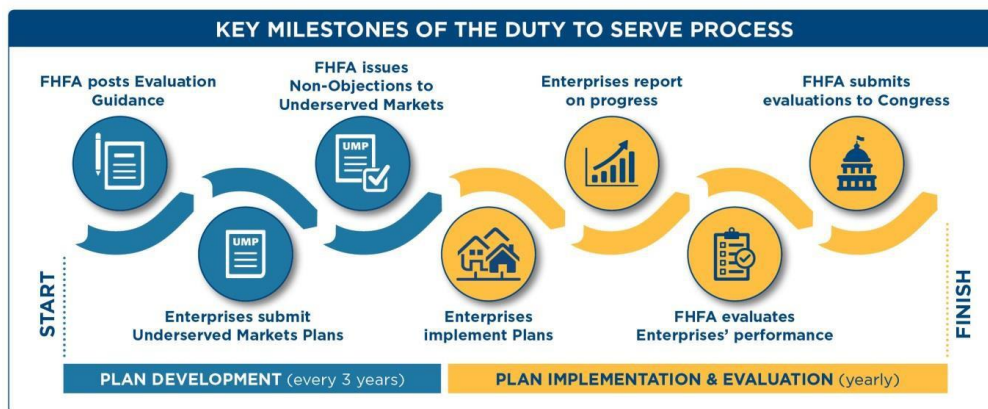 KEY MILESTONES OF THE DUTY TO SERVE PROCESS
FHFA posts Evaluation
Guidance
FHFA issues
Non-Objections to
Underserved Markets
Enterprises report
on progress
FHFA submits
evaluations to Congress
UMP
UMP
START
Enterprises submit
Underserved Markets Plans
Enterprises
implement Plans
FHFA evaluates
Enterprises’ performance
FINISH
PLAN DEVELOPMENT (every 3 years)
PLAN IMPLEMENTATION & EVALUATION (yearly)